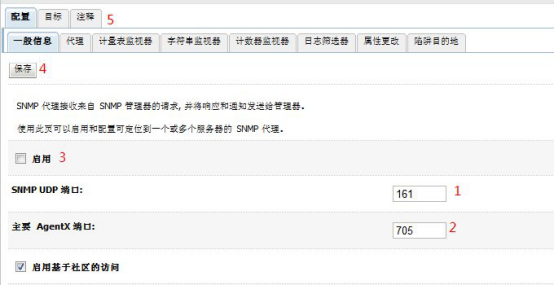 配置 目标 注释 5
一般信息 代理 计量表监视器 字符串监视器 计数器监视器 日志筛选器 属性更改 陷阱目的地
保存 4
SNMP 代理接收来自 SNMP 管理器的请求, 并将响应和通知发送给管理器。
使用此页可以启用和配置可定位到一个或多个服务器的 SNMP 代理。
启用 3
SNMP UDP 端口: 161 1
主要 AgentX 端口: 705 2
启用基于社区的访问